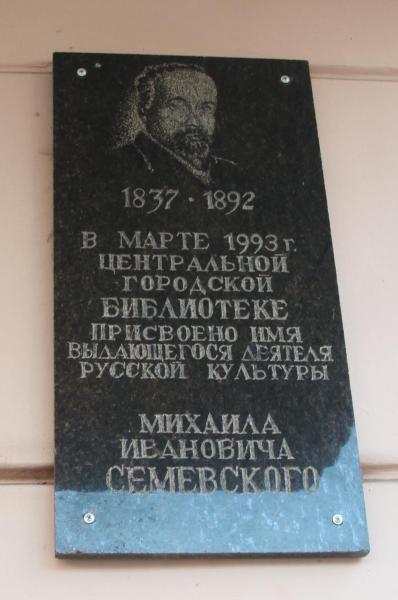 1837 · 1892
В МАРТЕ 1993 г.
ЦЕНТРАЛЬНОЙ
ГОРОДСКОЙ
БИБЛИОТЕКЕ
ПРИСВОЕНО ИМЯ
ВЫДАЮЩЕГОСЯ ДЕЯТЕЛЯ
РУССКОЙ КУЛЬТУРЫ
МИХАИЛА
ИВАНОВИЧА
СЕМЕВСКОГО